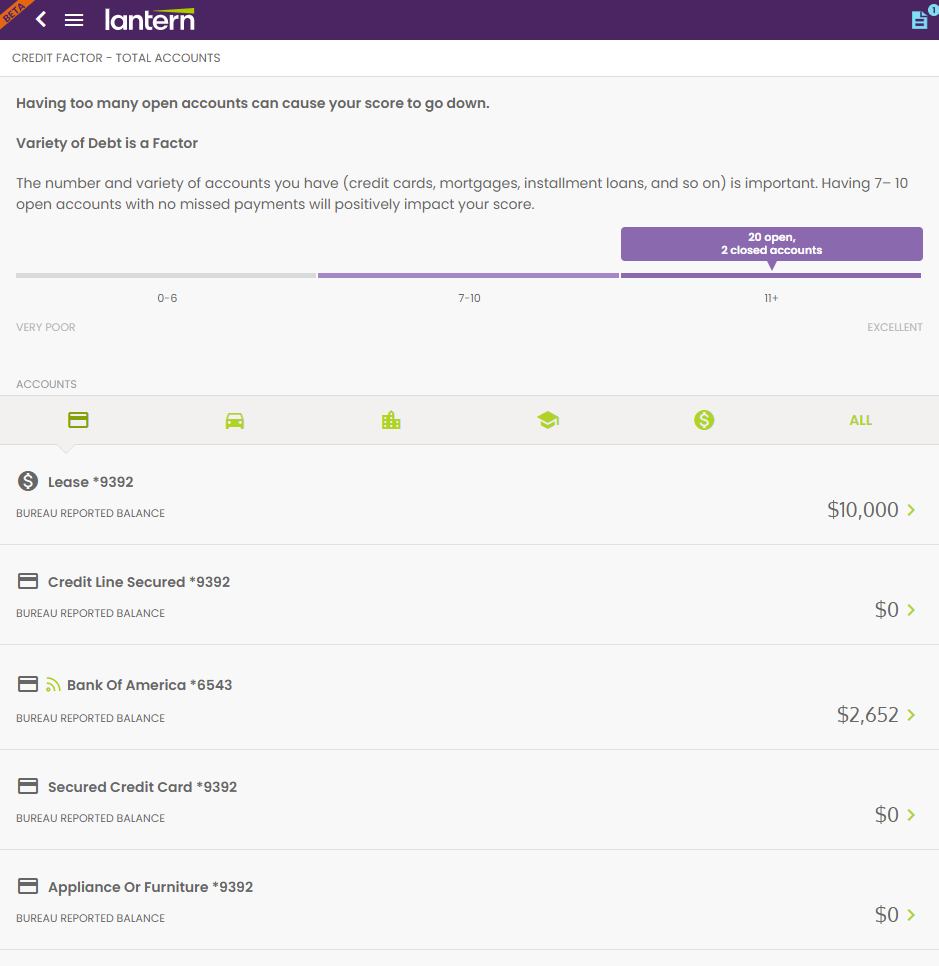 BETA
lantern
1
CREDIT FACTOR - TOTAL ACCOUNTS
Having too many open accounts can cause your score to go down.
Variety of Debt is a Factor
The number and variety of accounts you have (credit cards, mortgages, installment loans, and so on) is important. Having 7– 10
open accounts with no missed payments will positively impact your score.
20 open,
2 closed accounts
0-6 7-10 11+
VERY POOR EXCELLENT
ACCOUNTS
$ ALL
$ Lease *9392
BUREAU REPORTED BALANCE
$10,000
Credit Line Secured *9392
BUREAU REPORTED BALANCE
$0
Bank Of America *6543
BUREAU REPORTED BALANCE
$2,652
Secured Credit Card *9392
BUREAU REPORTED BALANCE
$0
Appliance Or Furniture *9392
BUREAU REPORTED BALANCE
$0